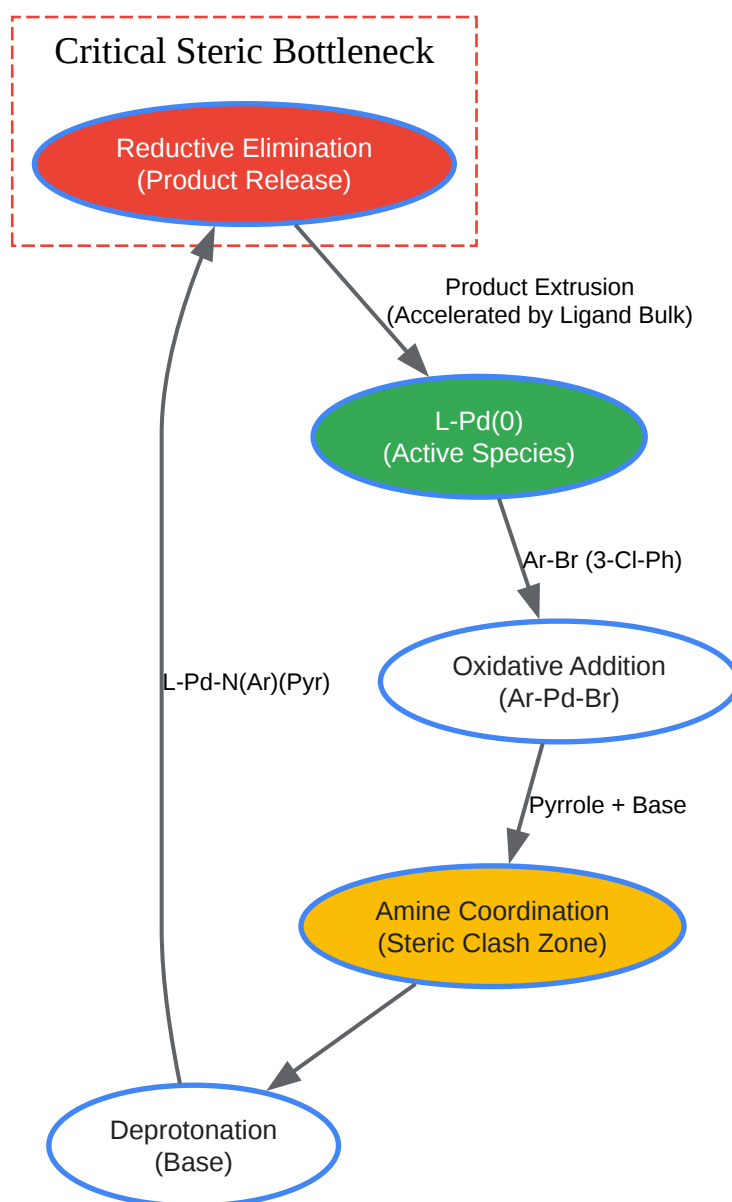 Critical Steric Bottleneck
Reductive Elimination
(Product Release)
Product Extrusion
(Accelerated by Ligand Bulk)
L-Pd(0)
(Active Species)
Ar-Br (3-Cl-Ph)
Oxidative Addition
(Ar-Pd-Br)
L-Pd-N(Ar)(Pyr)
Pyrrole + Base
Amine Coordination
(Steric Clash Zone)
Deprotonation
(Base)